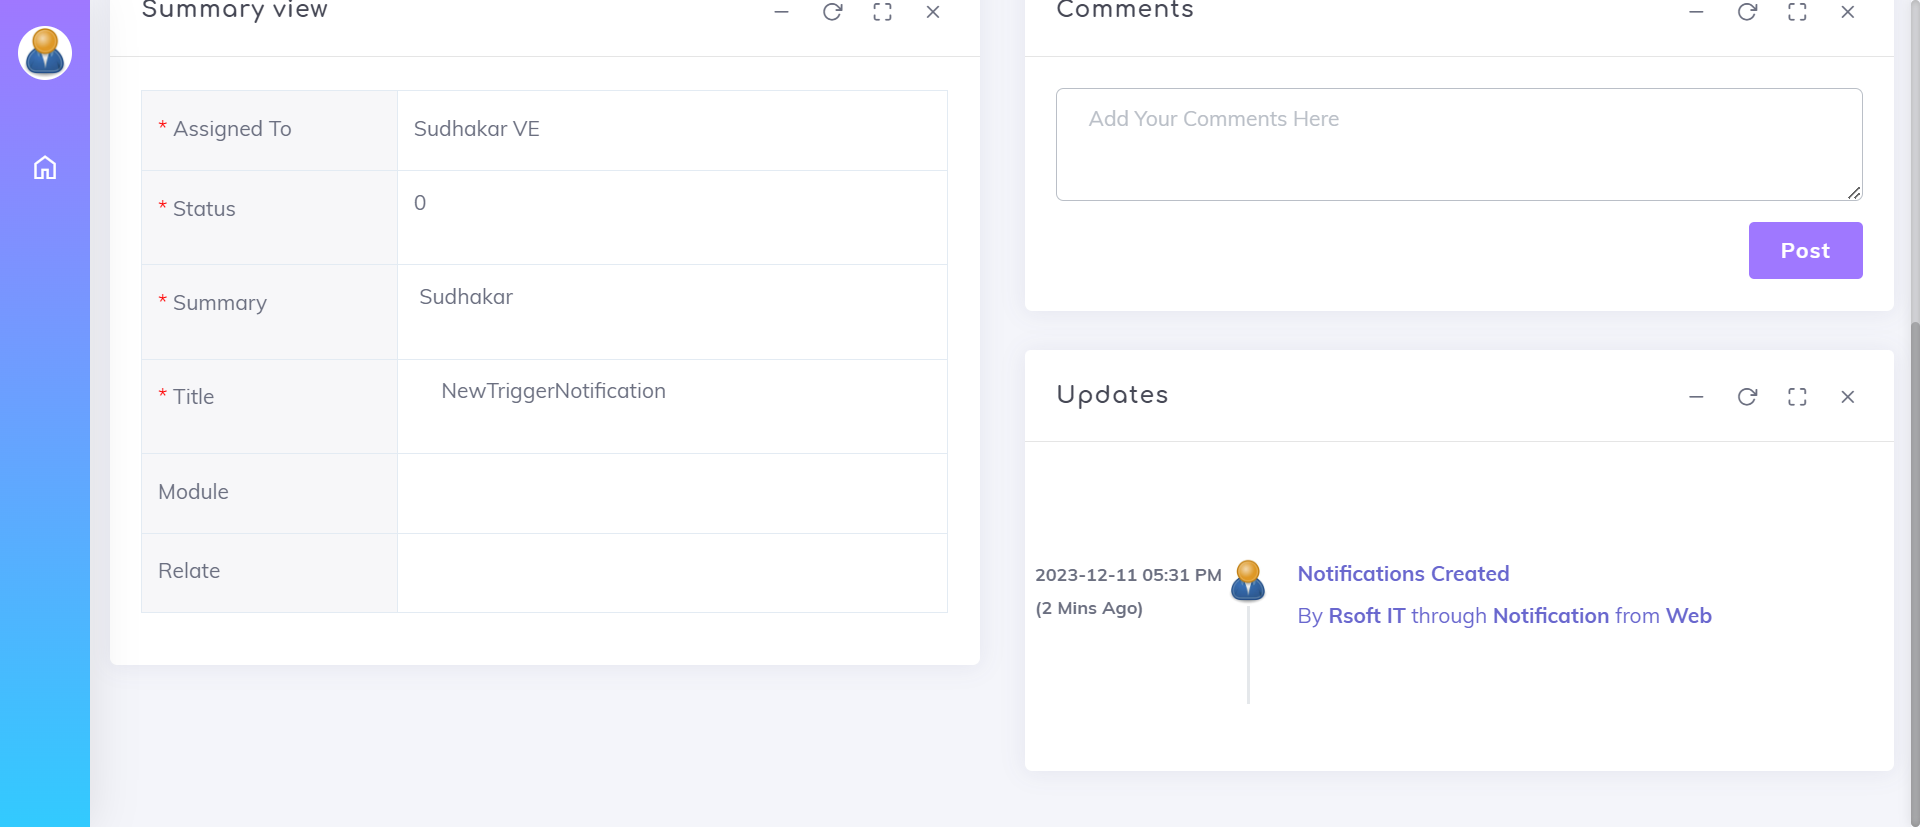 Summary view
* Assigned To Sudhakar VE
* Status 0
* Summary Sudhakar
* Title NewTriggerNotification
Module
Relate
Comments
Add Your Comments Here
Post
Updates
2023-12-11 05:31 PM
(2 Mins Ago)
Notifications Created
By Rsoft IT through Notification from Web